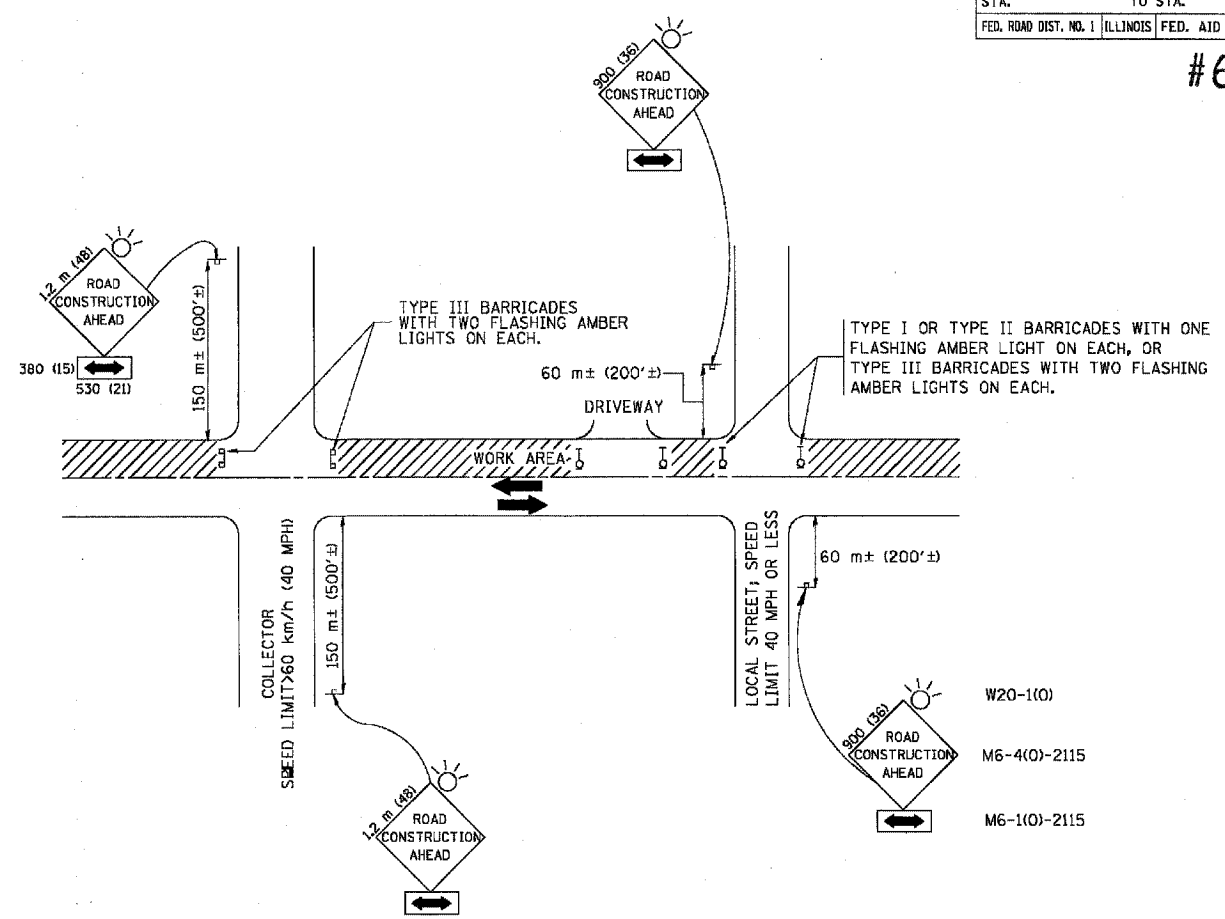 STA. TO STA.
FED. ROAD DIST. NO. 1 ILLINOIS FED. AID
#6
900 (36)
ROAD
CONSTRUCTION
AHEAD
1.2 m (48)
ROAD
CONSTRUCTION
AHEAD
380 (15)
530 (21)
150 m± (500'±)
TYPE III BARRICADES
WITH TWO FLASHING AMBER
LIGHTS ON EACH.
60 m± (200'±)
DRIVEWAY
TYPE I OR TYPE II BARRICADES WITH ONE
FLASHING AMBER LIGHT ON EACH, OR
TYPE III BARRICADES WITH TWO FLASHING
AMBER LIGHTS ON EACH.
WORK AREA
COLLECTOR
SPEED LIMIT>60 km/h (40 MPH)
150 m± (500'±)
LOCAL STREET; SPEED
LIMIT 40 MPH OR LESS
60 m± (200'±)
1.2 m (48)
ROAD
CONSTRUCTION
AHEAD
900 (36)
ROAD
CONSTRUCTION
AHEAD
W20-1(O)
M6-4(O)-2115
M6-1(O)-2115